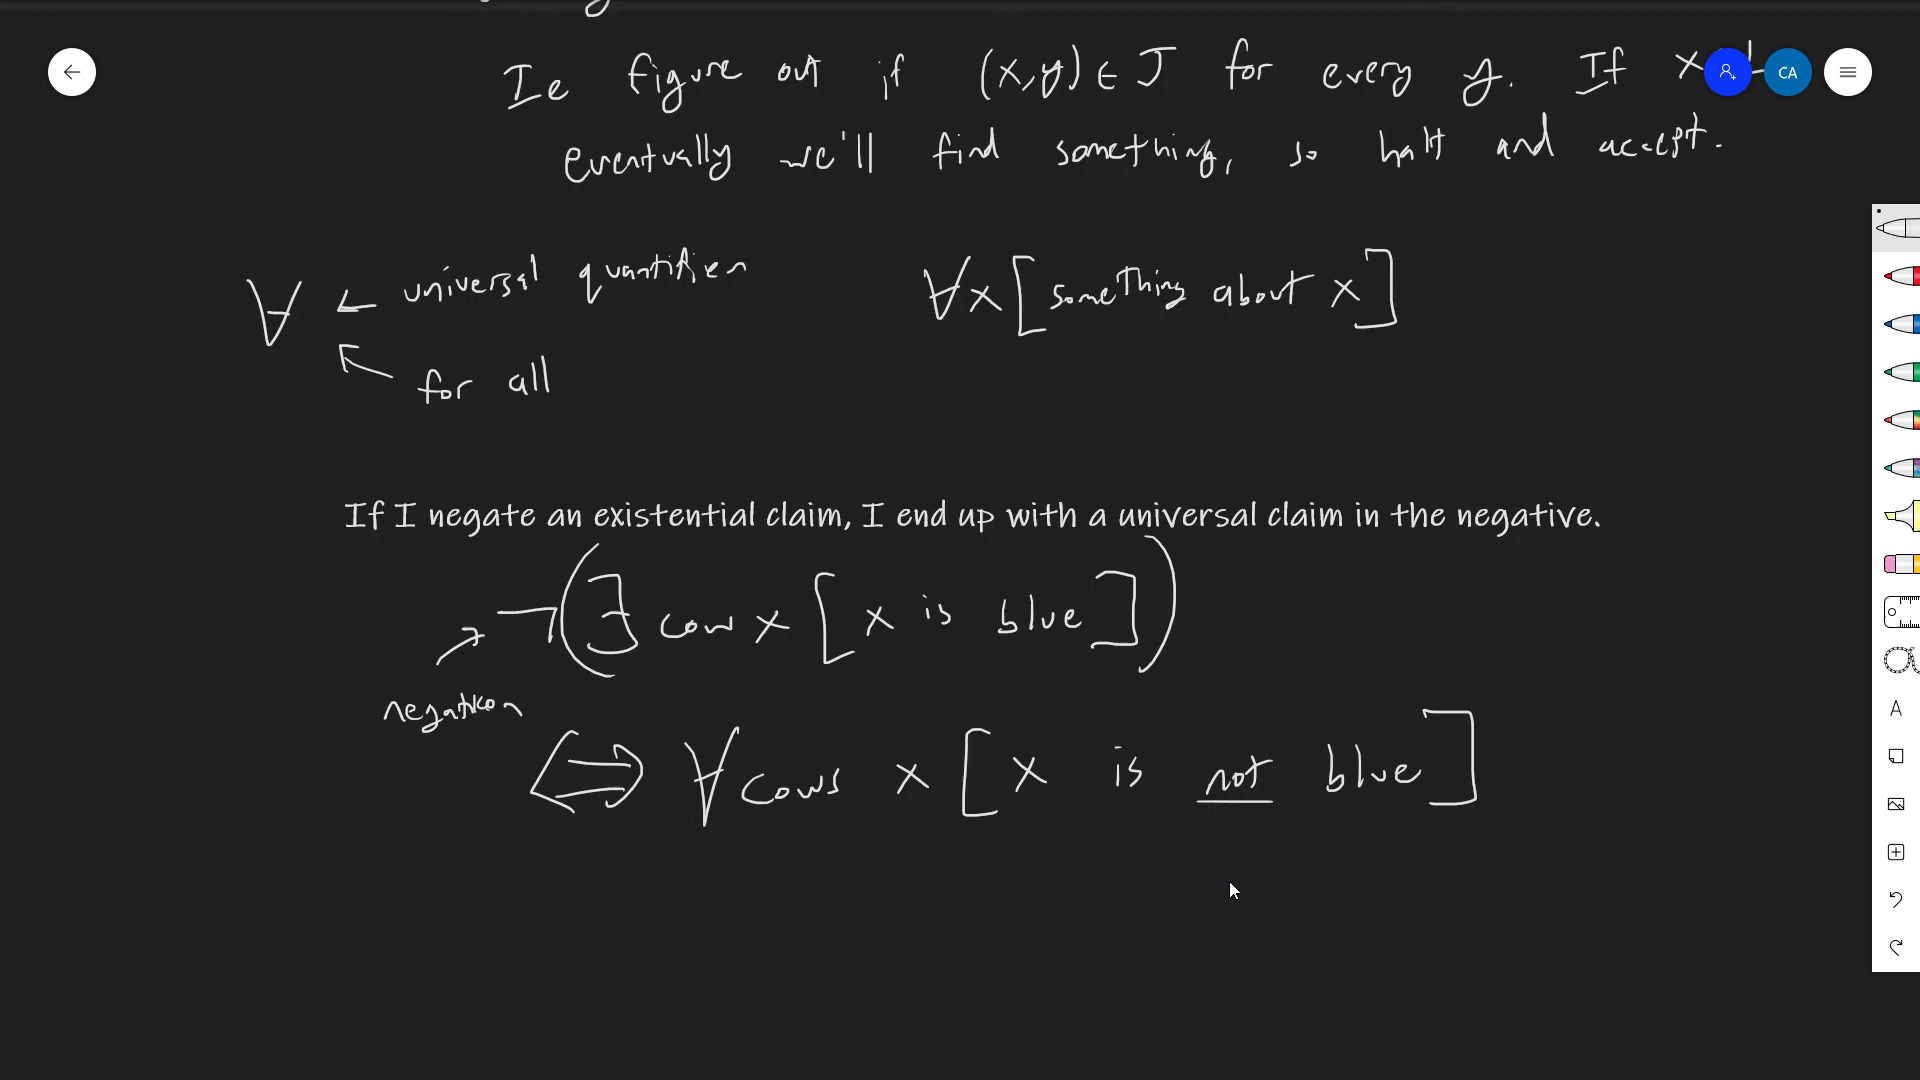 Ie figure out if (x,y) ∈ J for every y. If x
CA
eventually we'll find something, so halt and accept.
∀ ← universal quantifier
∀x [something about x]
for all
If I negate an existential claim, I end up with a universal claim in the negative.
¬(∃ cow x [x is blue])
negation
⇔ ∀ cows x [x is not blue]
A